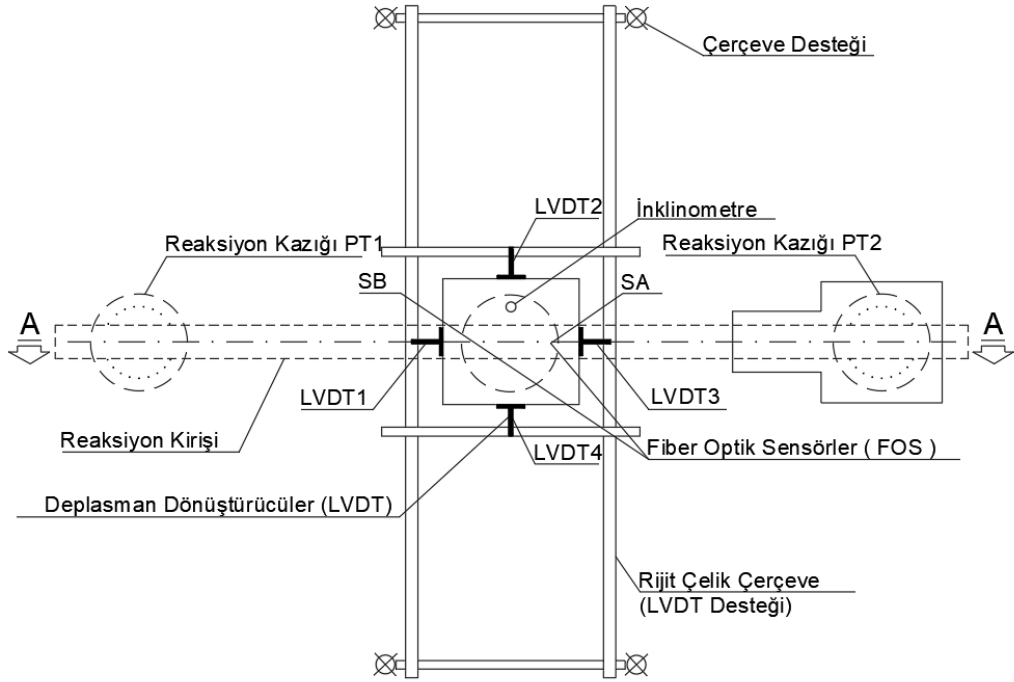 Çerçeve Desteği
LVDT2
İnklinometre
Reaksiyon Kazığı PT1
Reaksiyon Kazığı PT2
SB
SA
A
A
LVDT1
LVDT3
Reaksiyon Kirişi
LVDT4
Fiber Optik Sensörler ( FOS )
Deplasman Dönüştürücüler (LVDT)
Rijit Çelik Çerçeve
(LVDT Desteği)